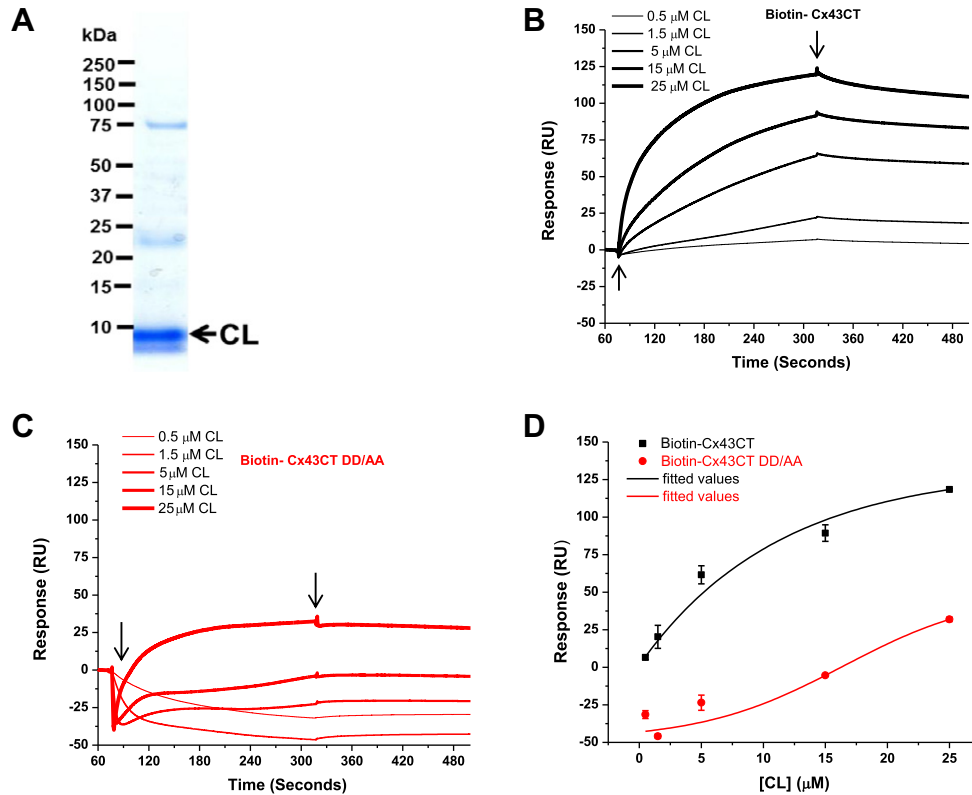 A
kDa
250
150
100
75
50
37
25
20
15
10
CL
B
Biotin- Cx43CT
0.5 μM CL
1.5 μM CL
5 μM CL
15 μM CL
25 μM CL
Response (RU)
150
125
100
75
50
25
0
-25
-50
60 120 180 240 300 360 420 480
Time (Seconds)
C
0.5 μM CL
1.5 μM CL
5 μM CL
15 μM CL
25 μM CL
Biotin- Cx43CT DD/AA
Response (RU)
150
125
100
75
50
25
0
-25
-50
60 120 180 240 300 360 420 480
Time (Seconds)
D
Biotin-Cx43CT
Biotin-Cx43CT DD/AA
fitted values
fitted values
Response (RU)
150
125
100
75
50
25
0
-25
-50
0 5 10 15 20 25
[CL] (μM)